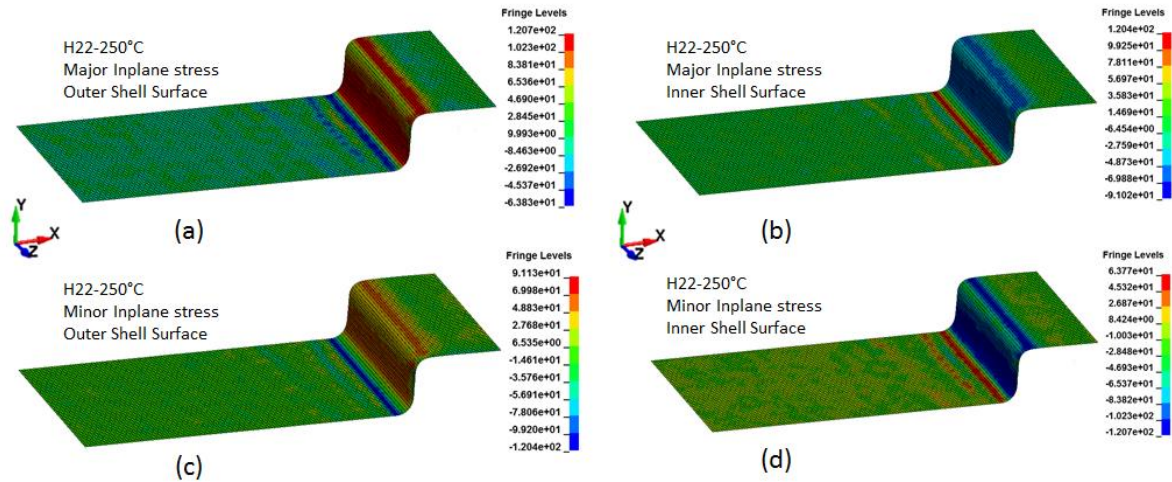 H22-250°C
Major Inplane stress
Outer Shell Surface
Fringe Levels
1.207e+02
1.023e+02
8.381e+01
6.536e+01
4.690e+01
2.845e+01
9.993e+00
-8.463e+00
-2.692e+01
-4.537e+01
-6.383e+01
Y
X
Z
(a)
H22-250°C
Major Inplane stress
Inner Shell Surface
Fringe Levels
1.204e+02
9.925e+01
7.811e+01
5.697e+01
3.583e+01
1.469e+01
-6.454e+00
-2.759e+01
-4.873e+01
-6.988e+01
-9.102e+01
Y
X
Z
(b)
H22-250°C
Minor Inplane stress
Outer Shell Surface
Fringe Levels
9.113e+01
6.998e+01
4.883e+01
2.768e+01
6.535e+00
-1.461e+01
-3.576e+01
-5.691e+01
-7.806e+01
-9.920e+01
-1.204e+02
(c)
H22-250°C
Minor Inplane stress
Inner Shell Surface
Fringe Levels
6.377e+01
4.532e+01
2.687e+01
8.424e+00
-1.003e+01
-2.848e+01
-4.693e+01
-6.537e+01
-8.382e+01
-1.023e+02
-1.207e+02
(d)